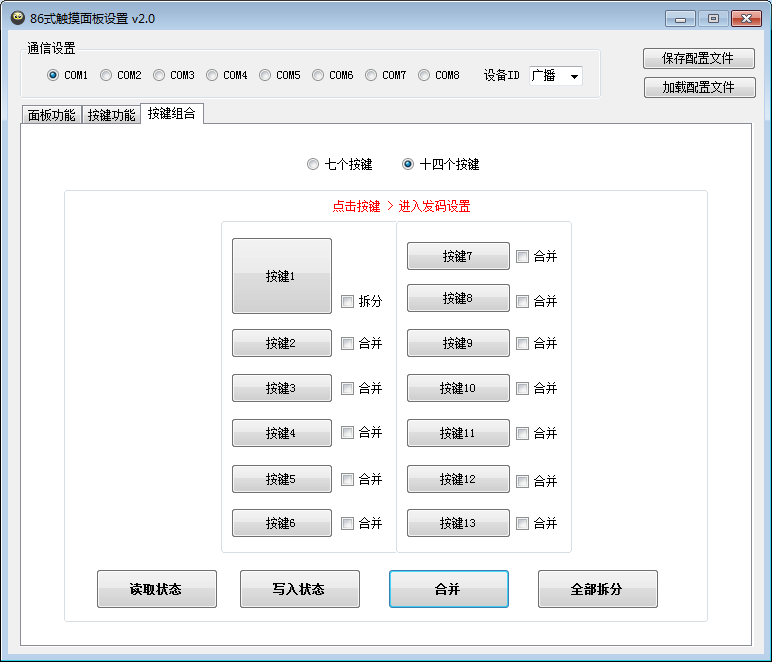 86式触摸面板设置 v2.0
通信设置
COM1 COM2 COM3 COM4 COM5 COM6 COM7 COM8 设备ID 广播
保存配置文件
加载配置文件
面板功能 按键功能 按键组合
七个按键 十四个按键
点击按键 > 进入发码设置
按键1 拆分
按键2 合并
按键3 合并
按键4 合并
按键5 合并
按键6 合并
按键7 合并
按键8 合并
按键9 合并
按键10 合并
按键11 合并
按键12 合并
按键13 合并
读取状态 写入状态 合并 全部拆分